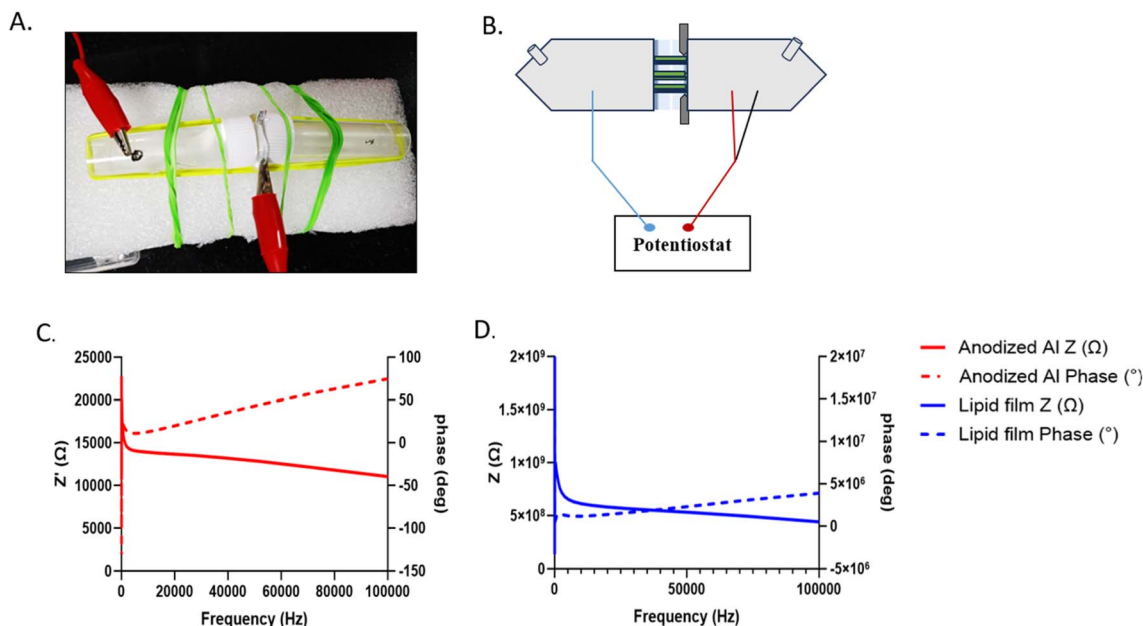 A.
B.
Potentiostat
C.
25000
20000
15000
10000
5000
0
Z' (Ω)
100
50
0
-50
-100
-150
phase (deg)
0 20000 40000 60000 80000 100000
Frequency (Hz)
D.
2×10⁹
1.5×10⁹
1×10⁹
5×10⁸
0
Z (Ω)
2×10⁷
1.5×10⁷
1×10⁷
5×10⁶
0
-5×10⁶
phase (deg)
0 50000 100000
Frequency (Hz)
Anodized Al Z (Ω)
Anodized Al Phase (°)
Lipid film Z (Ω)
Lipid film Phase (°)